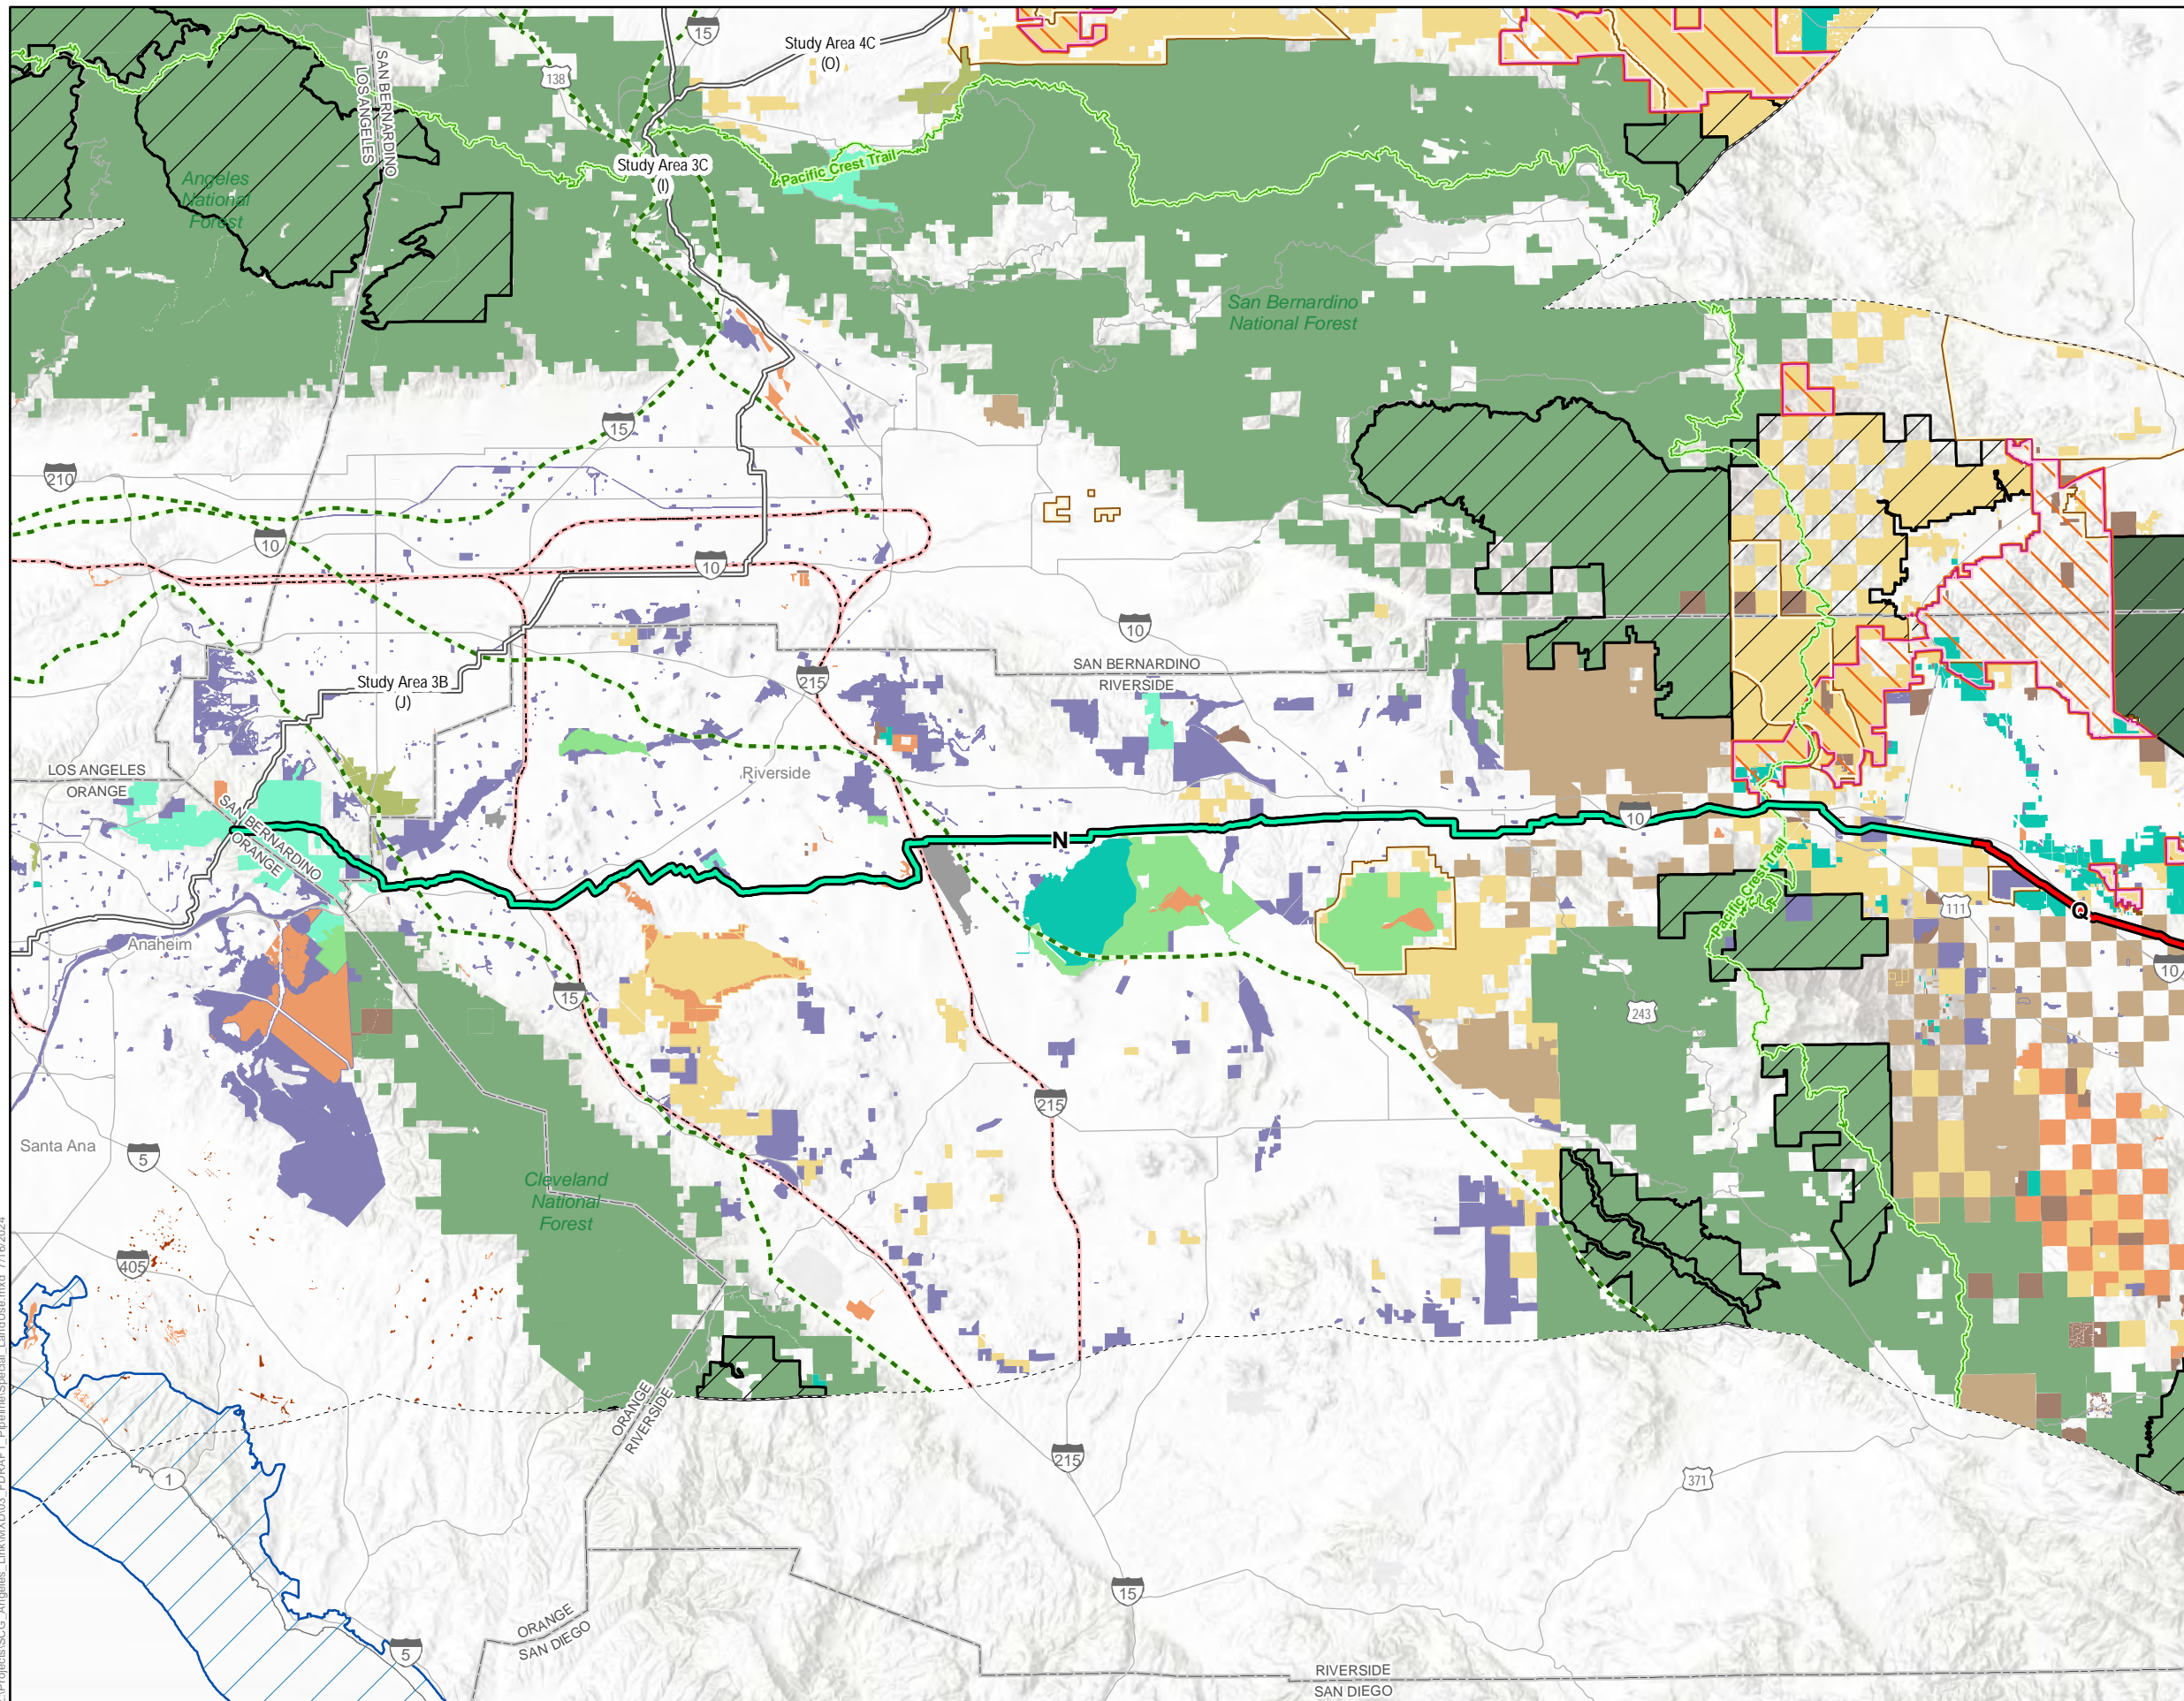 15
Study Area 4C
(O)
138
SAN BERNARDINO
LOS ANGELES
Study Area 3C
(I)
Pacific Crest Trail
Angeles
National
Forest
San Bernardino
National Forest
15
210
10
10
10
SAN BERNARDINO
RIVERSIDE
Study Area 3B
(J)
215
LOS ANGELES
ORANGE
Riverside
SAN BERNARDINO
ORANGE
N
10
Pacific Crest Trail
111
Q
10
Anaheim
15
243
215
Santa Ana
5
Cleveland
National
Forest
405
ORANGE
RIVERSIDE
215
1
371
15
ORANGE
SAN DIEGO
5
RIVERSIDE
SAN DIEGO